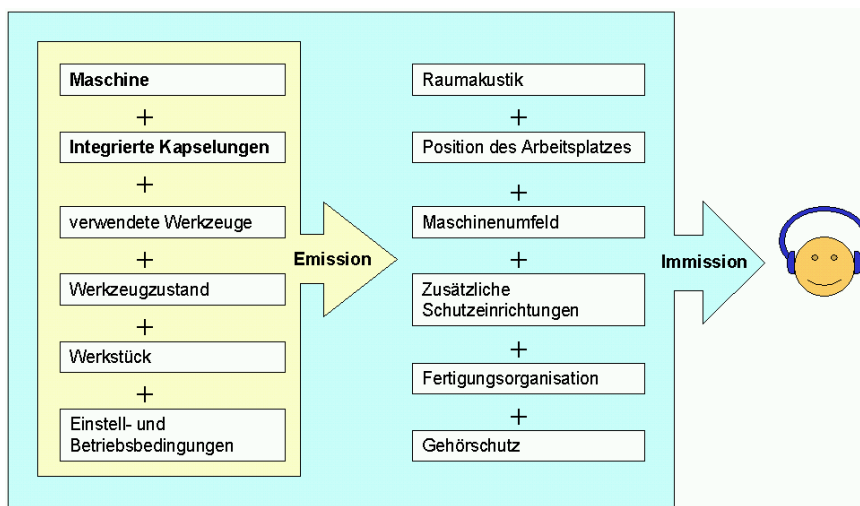 Maschine
+
Integrierte Kapselungen
+
verwendete Werkzeuge
+
Werkzeugzustand
+
Werkstück
+
Einstell- und
Betriebsbedingungen
Emission
Raumakustik
+
Position des Arbeitsplatzes
+
Maschinenumfeld
+
Zusätzliche
Schutzeinrichtungen
+
Fertigungsorganisation
+
Gehörschutz
Immission